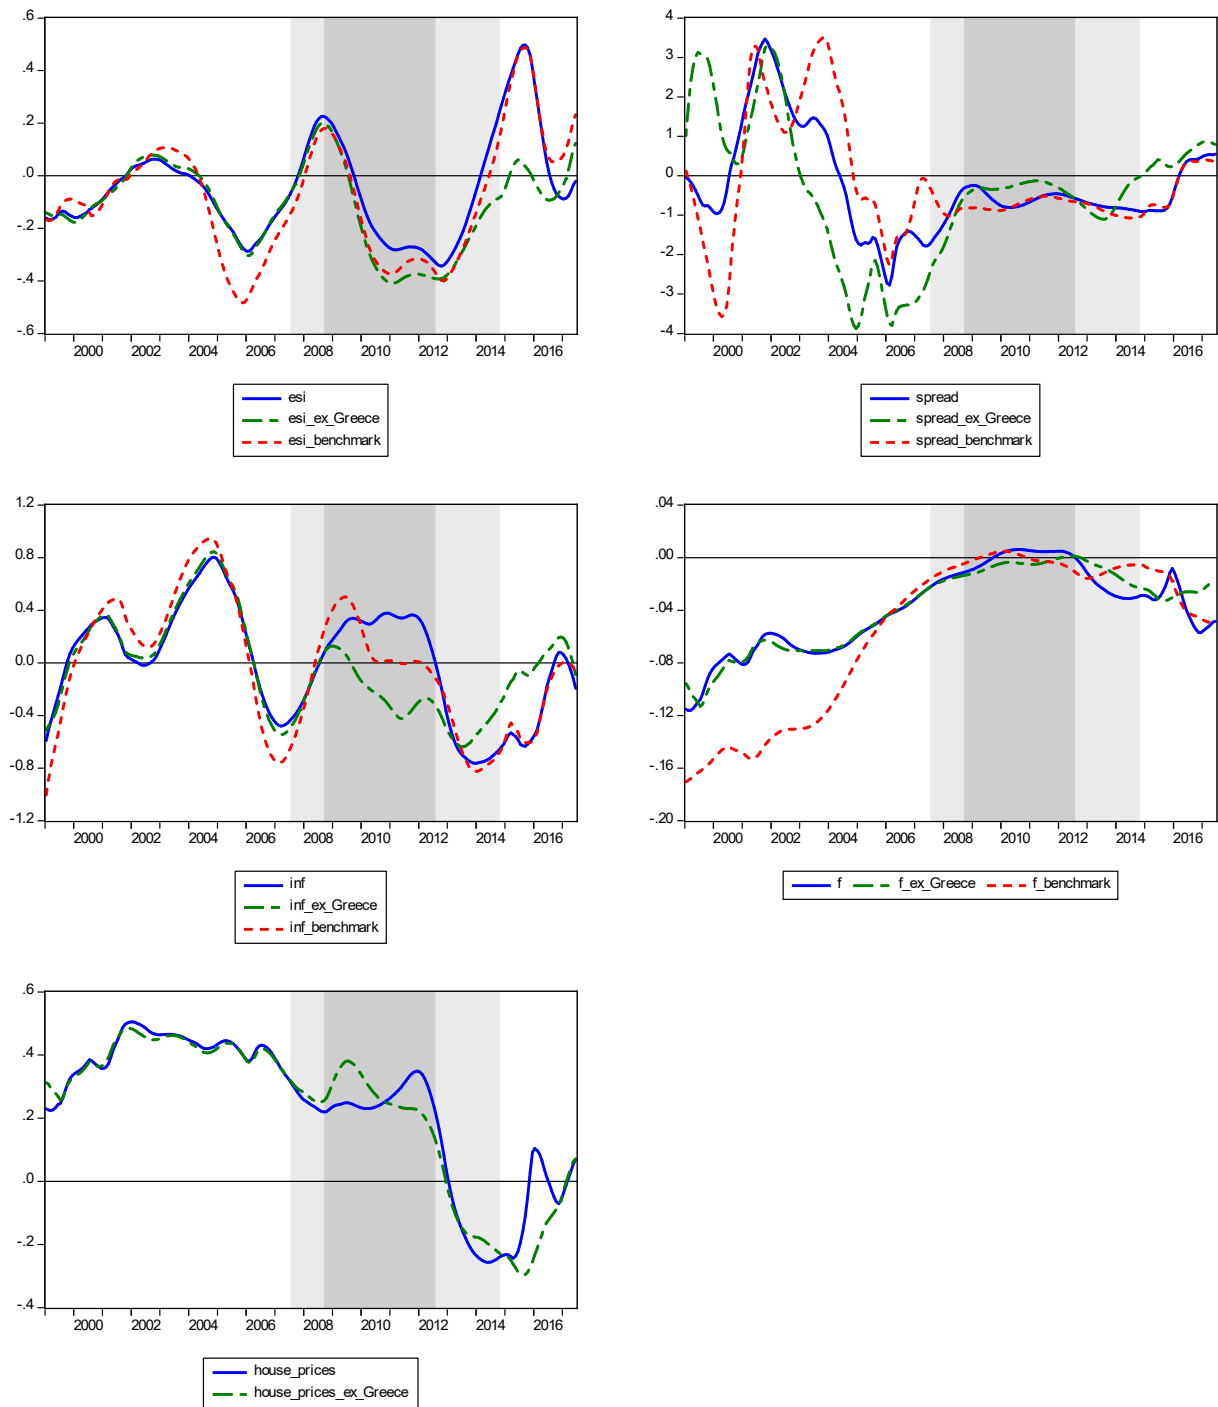 .6
.4
.2
.0
-.2
-.4
-.6
2000 2002 2004 2006 2008 2010 2012 2014 2016
esi
esi_ex_Greece
esi_benchmark
4
3
2
1
0
-1
-2
-3
-4
2000 2002 2004 2006 2008 2010 2012 2014 2016
spread
spread_ex_Greece
spread_benchmark
1.2
0.8
0.4
0.0
-0.4
-0.8
-1.2
2000 2002 2004 2006 2008 2010 2012 2014 2016
inf
inf_ex_Greece
inf_benchmark
.04
.00
-.04
-.08
-.12
-.16
-.20
2000 2002 2004 2006 2008 2010 2012 2014 2016
f f_ex_Greece f_benchmark
.6
.4
.2
.0
-.2
-.4
2000 2002 2004 2006 2008 2010 2012 2014 2016
house_prices
house_prices_ex_Greece